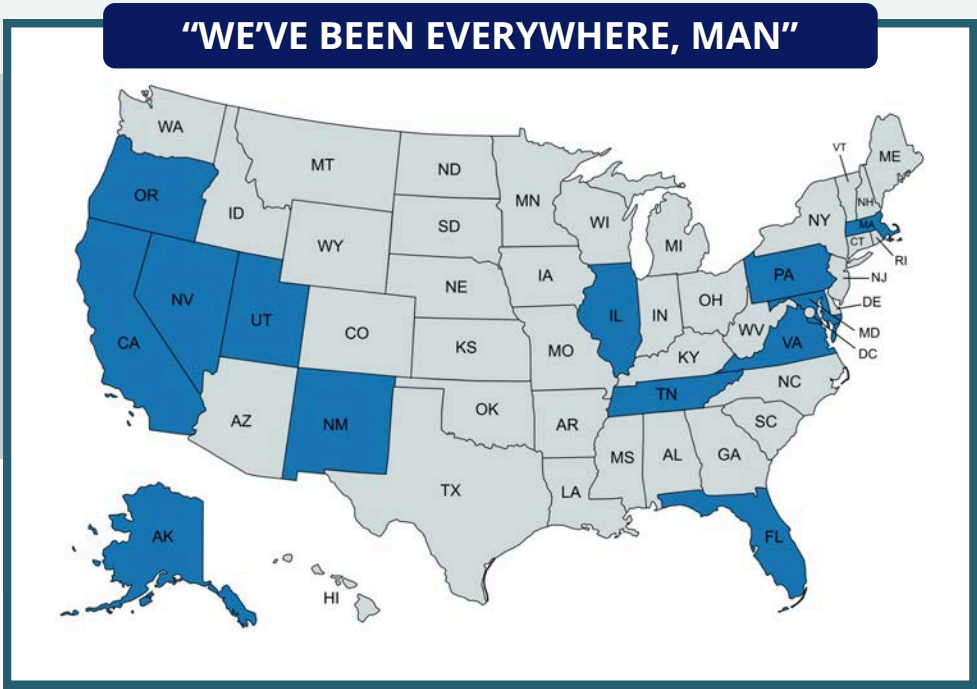 “WE’VE BEEN EVERYWHERE, MAN”
WA
OR
CA
NV
ID
MT
WY
UT
AZ
CO
NM
ND
SD
NE
KS
OK
TX
MN
IA
MO
AR
LA
WI
IL
MI
IN
OH
KY
TN
MS
AL
GA
FL
SC
NC
VA
WV
PA
NY
VT
NH
ME
MA
CT
RI
NJ
DE
MD
DC
AK
HI